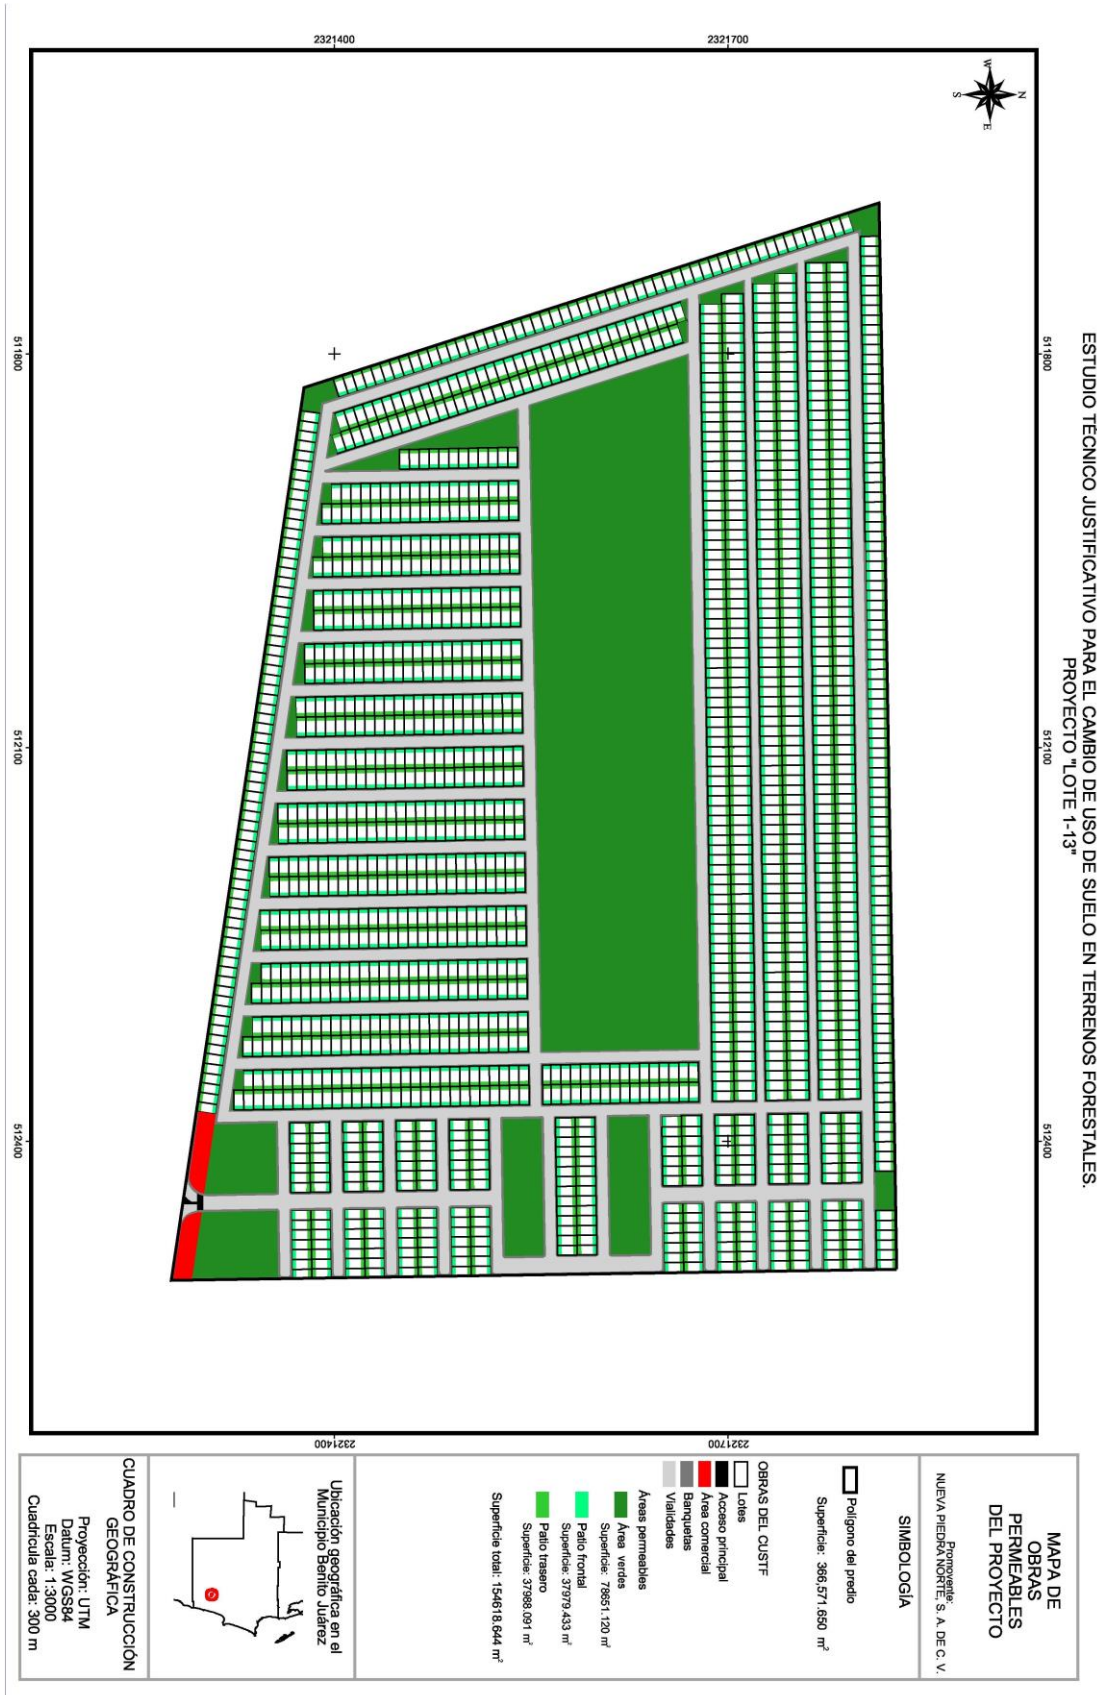 ESTUDIO TÉCNICO JUSTIFICATIVO PARA EL CAMBIO DE USO DE SUELO EN TERRENOS FORESTALES.
PROYECTO "LOTE 1-13"
511800
512100
512400
2321700
2321400
2321700
2321400
511800
512100
512400
N
W
E
S
MAPA DE
OBRAS
PERMEABLES
DEL PROYECTO
Promovente:
NUEVA PIEDRA NORTE, S. A. DE C. V.
SIMBOLOGÍA
Polígono del predio
Superficie: 366,571.650 m²
OBRAS DEL CUSTF
Lotes
Acceso principal
Área comercial
Banquetas
Vialidades
Áreas permeables
Área verdes
Superficie: 78651.120 m²
Patio frontal
Superficie: 37979.433 m²
Patio trasero
Superficie: 37988.091 m²
Superficie total: 154618.644 m²
Ubicación geográfica en el
Municipio Benito Juárez
CUADRO DE CONSTRUCCIÓN
GEOGRÁFICA
Proyección: UTM
Datum: WGS84
Escala: 1:3000
Cuadrícula cada: 300 m